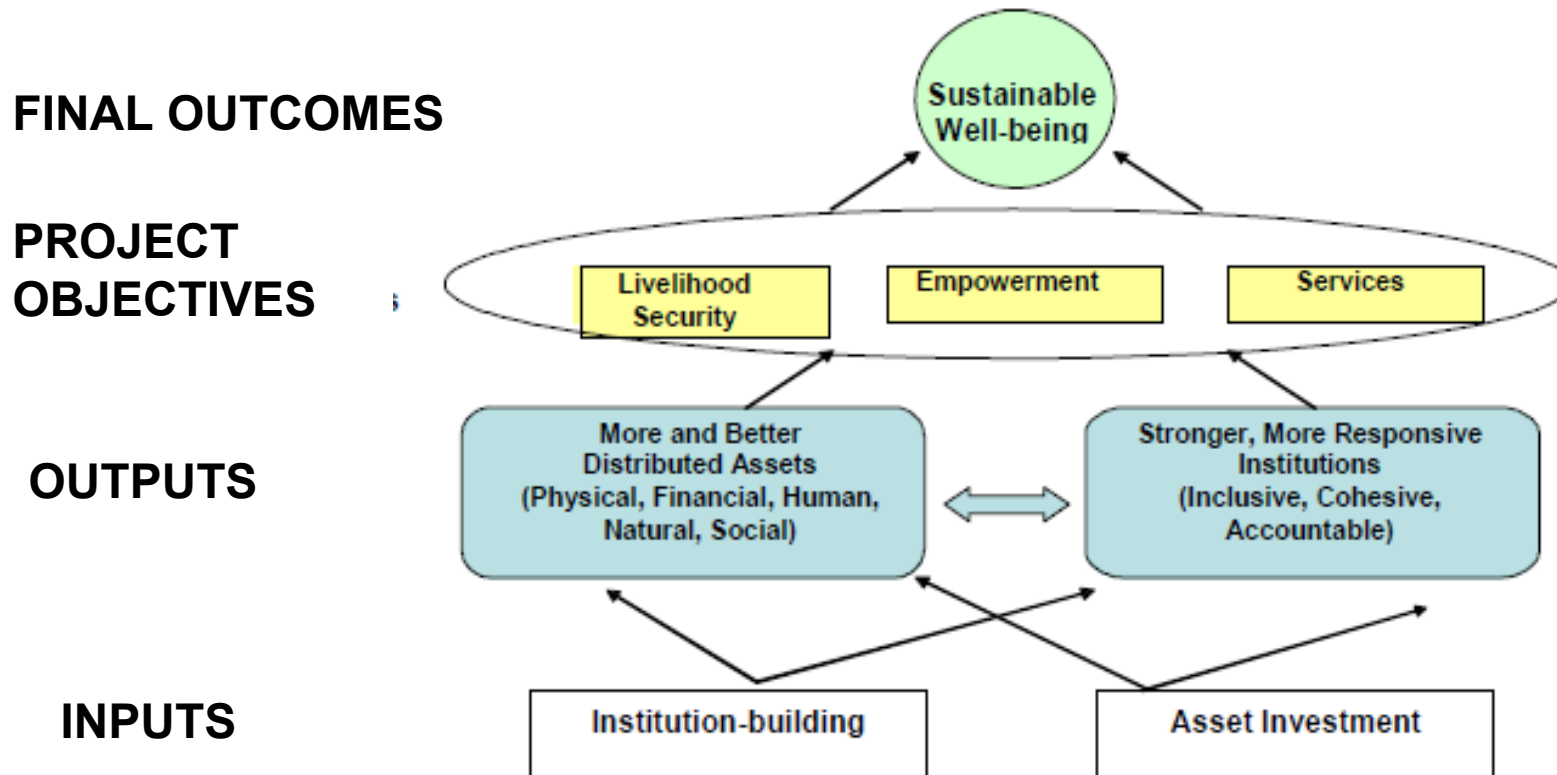 FINAL OUTCOMES
Sustainable
Well-being
PROJECT
OBJECTIVES
s
Livelihood
Security
Empowerment
Services
OUTPUTS
More and Better
Distributed Assets
(Physical, Financial, Human,
Natural, Social)
Stronger, More Responsive
Institutions
(Inclusive, Cohesive,
Accountable)
INPUTS
Institution-building
Asset Investment